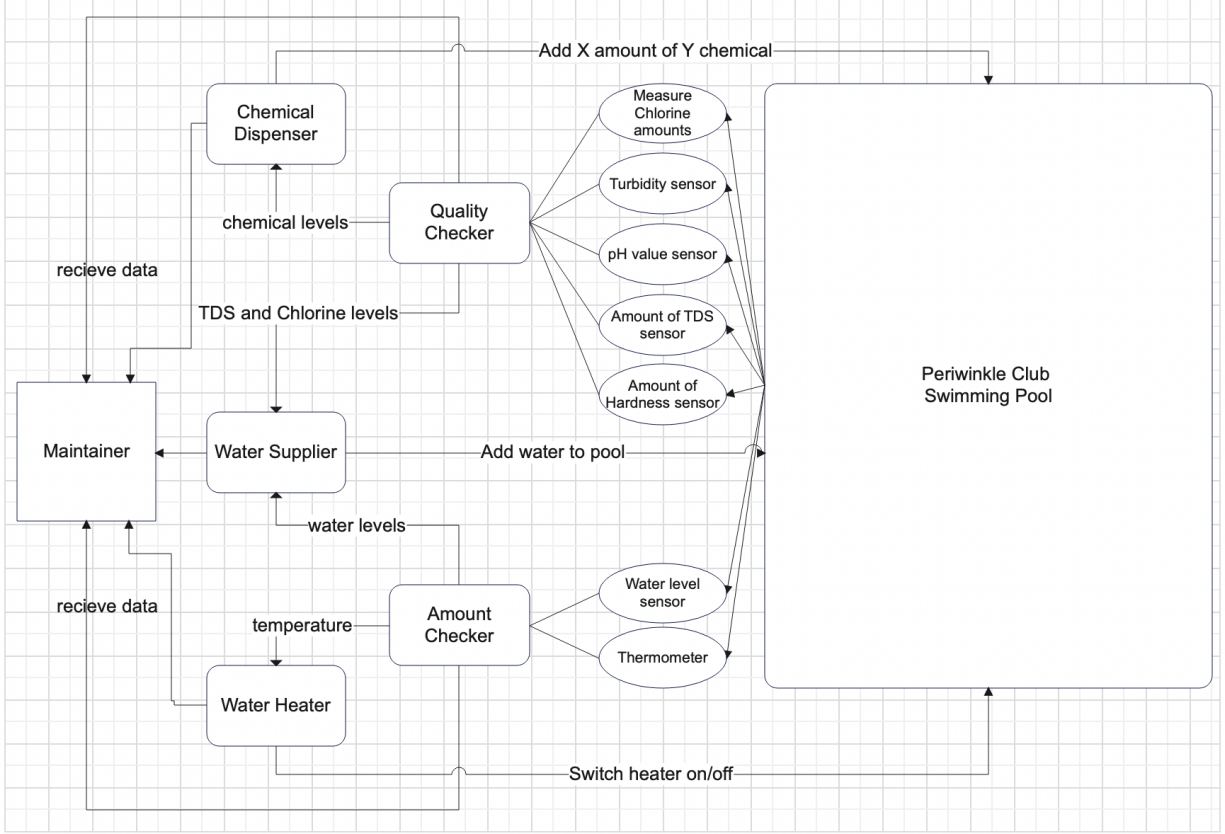 Add X amount of Y chemical
Chemical
Dispenser
Measure
Chlorine
amounts
Turbidity sensor
chemical levels
Quality
Checker
pH value sensor
recieve data
TDS and Chlorine levels
Amount of TDS
sensor
Amount of
Hardness sensor
Periwinkle Club
Swimming Pool
Maintainer
Water Supplier
Add water to pool
water levels
Water level
sensor
recieve data
temperature
Amount
Checker
Thermometer
Water Heater
Switch heater on/off